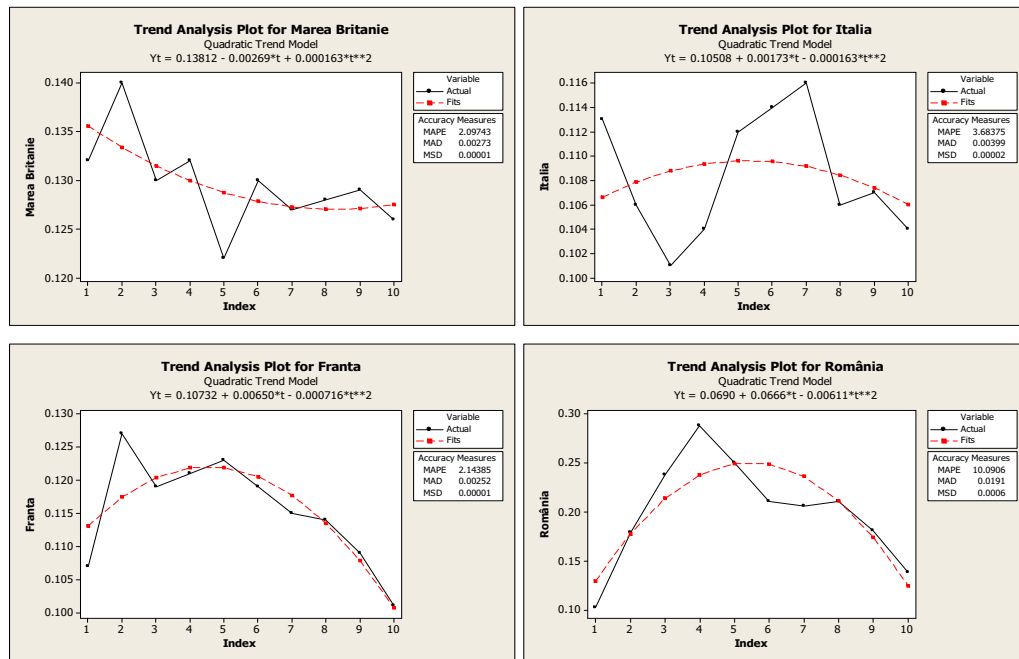 Trend Analysis Plot for Marea Britanie
Quadratic Trend Model
Yt = 0.13812 - 0.00269*t + 0.000163*t**2
0.140
0.135
0.130
0.125
0.120
Marea Britanie
1 2 3 4 5 6 7 8 9 10
Index
Variable
Actual
Fits
Accuracy Measures
MAPE 2.09743
MAD 0.00273
MSD 0.00001
Trend Analysis Plot for Italia
Quadratic Trend Model
Yt = 0.10508 + 0.00173*t - 0.000163*t**2
0.116
0.114
0.112
0.110
0.108
0.106
0.104
0.102
0.100
Italia
1 2 3 4 5 6 7 8 9 10
Index
Variable
Actual
Fits
Accuracy Measures
MAPE 3.68375
MAD 0.00399
MSD 0.00002
Trend Analysis Plot for Franta
Quadratic Trend Model
Yt = 0.10732 + 0.00650*t - 0.000716*t**2
0.130
0.125
0.120
0.115
0.110
0.105
0.100
Franta
1 2 3 4 5 6 7 8 9 10
Index
Variable
Actual
Fits
Accuracy Measures
MAPE 2.14385
MAD 0.00252
MSD 0.00001
Trend Analysis Plot for România
Quadratic Trend Model
Yt = 0.0690 + 0.0666*t - 0.00611*t**2
0.30
0.25
0.20
0.15
0.10
România
1 2 3 4 5 6 7 8 9 10
Index
Variable
Actual
Fits
Accuracy Measures
MAPE 10.0906
MAD 0.0191
MSD 0.0006